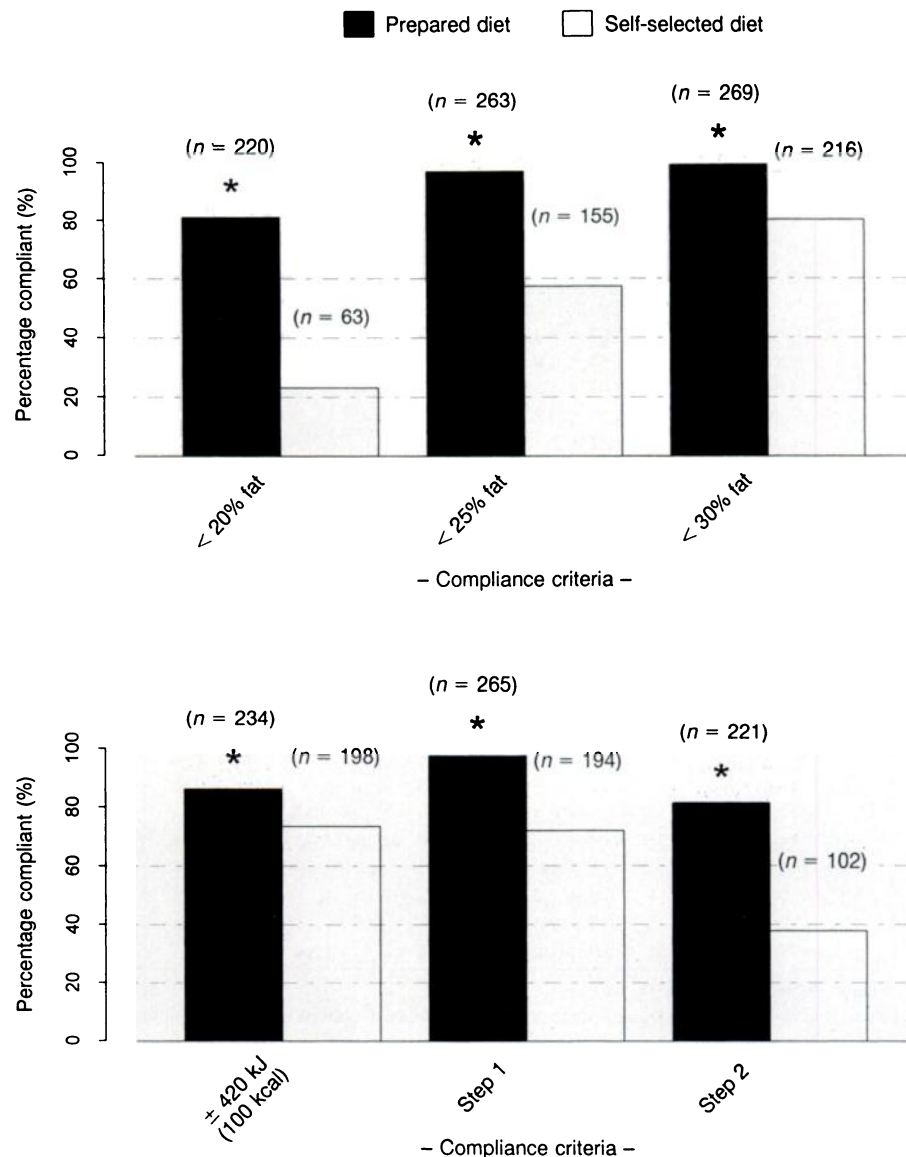 Prepared diet Self-selected diet
(n = 263) (n = 269)
(n = 220) * * (n = 216)
*
(n = 155)
(n = 63)
Percentage compliant (%)
100
80
60
40
20
0
< 20% fat
< 25% fat
< 30% fat
– Compliance criteria –
(n = 265)
(n = 234) * (n = 221)
* (n = 198) (n = 194) *
(n = 102)
Percentage compliant (%)
100
80
60
40
20
0
± 420 kJ
(100 kcal)
Step 1
Step 2
– Compliance criteria –